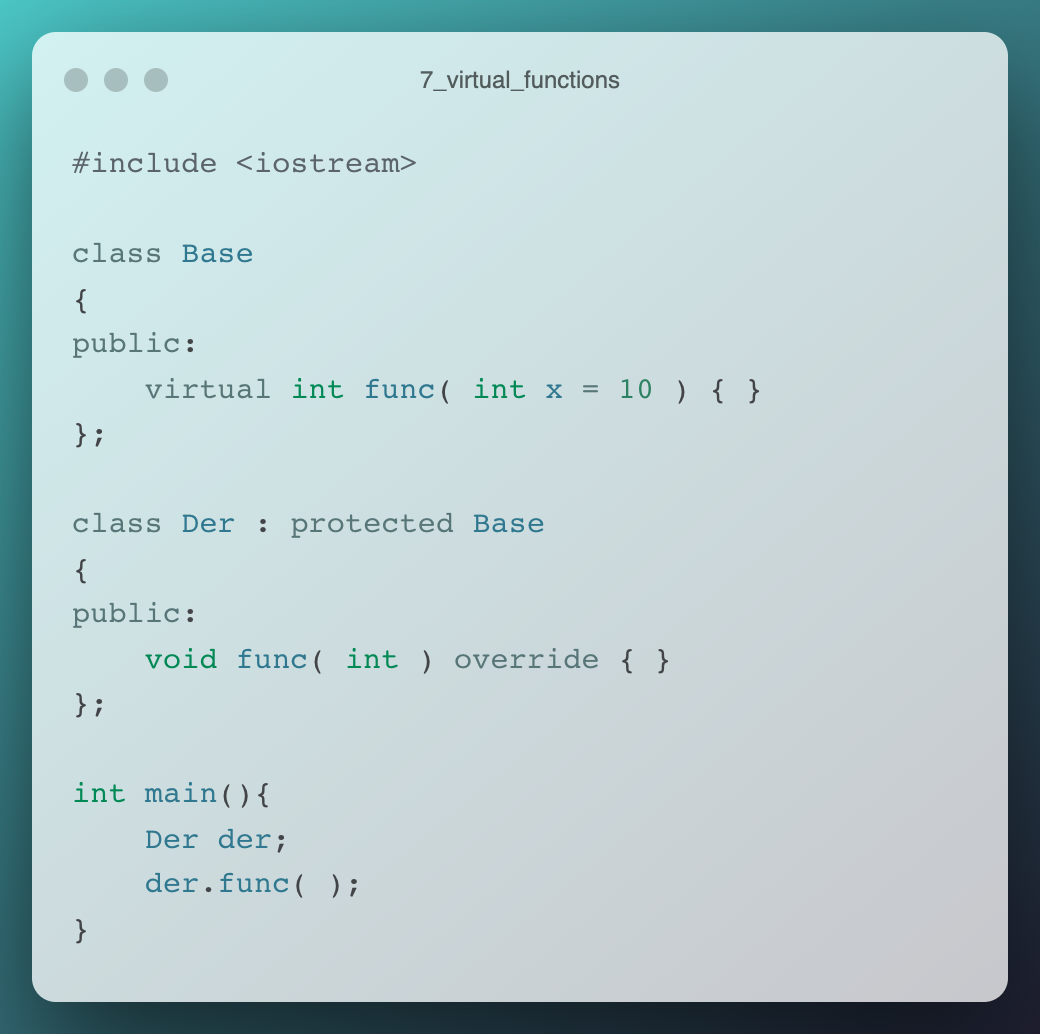 7_virtual_functions
#include <iostream>
class Base
{
public:
    virtual int func( int x = 10 ) { }
};
class Der : protected Base
{
public:
    void func( int ) override { }
};
int main(){
    Der der;
    der.func( );
}